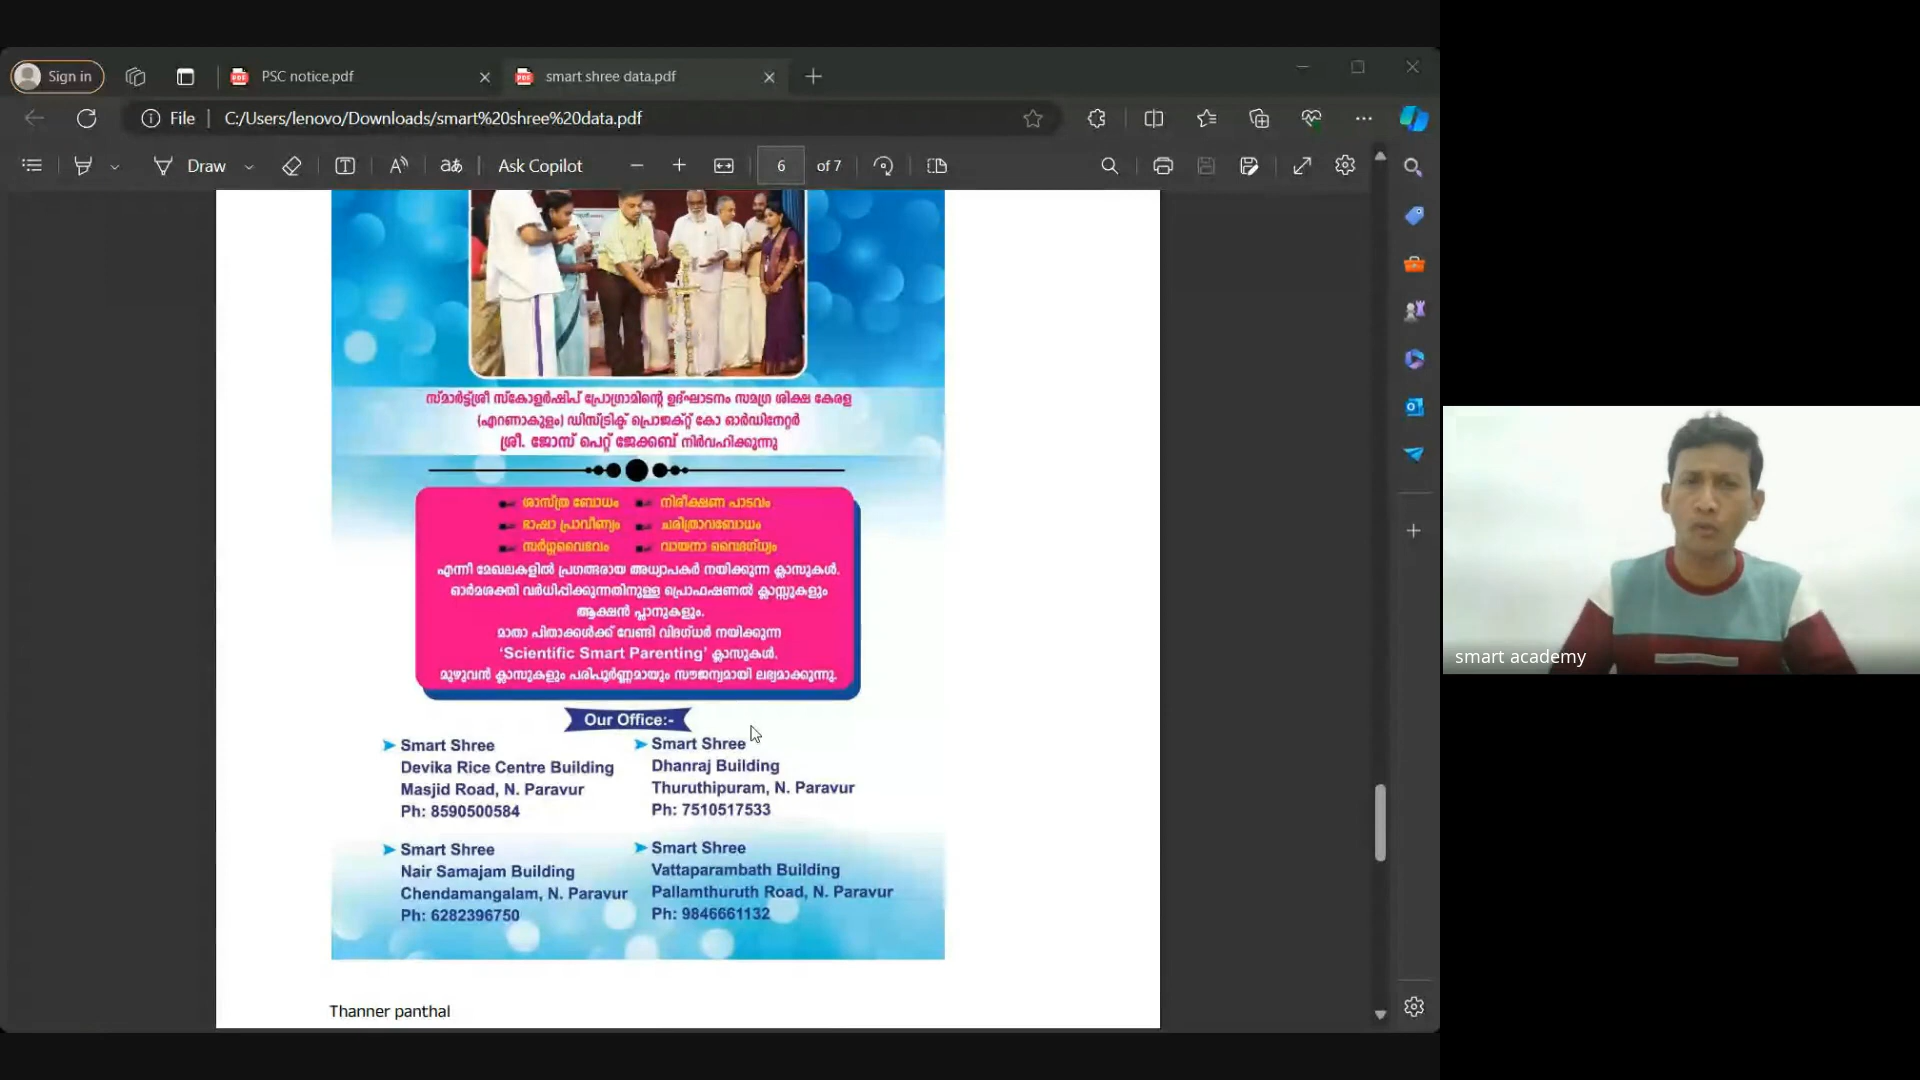 Sign in
PSC notice.pdf
smart shree data.pdf
File
C:/Users/lenovo/Downloads/smart%20shree%20data.pdf
Draw
Ask Copilot
6
of 7
സ്മാർട്ട്ശ്രീ സ്കോളർഷിപ് പ്രോഗ്രാമിന്റെ ഉദ്ഘാടനം സമഗ്ര ശിക്ഷ കേരള
(എറണാകുളം) ഡിസ്ട്രിക്ട് പ്രൊജക്റ്റ് കോ ഓർഡിനേറ്റർ
ശ്രീ. ജോസ് പെറ്റ് ജേക്കബ് നിർവഹിക്കുന്നു
ശാസ്ത്ര ബോധം നിരീക്ഷണ പാടവം
ഭാഷാ പ്രാവീണ്യം ചരിത്രാവബോധം
സർഗ്ഗവൈഭവം വായനാ വൈദഗ്ധ്യം
എന്നീ മേഖലകളിൽ പ്രഗത്ഭരായ അധ്യാപകർ നയിക്കുന്ന ക്ലാസുകൾ.
ഓർമശക്തി വർധിപ്പിക്കുന്നതിനുള്ള പ്രൊഫഷണൽ ക്ലാസ്സുകളും
ആക്ഷൻ പ്ലാനുകളും.
മാതാ പിതാക്കൾക്ക് വേണ്ടി വിദഗ്ധർ നയിക്കുന്ന
‘Scientific Smart Parenting’ ക്ലാസുകൾ.
മുഴുവൻ ക്ലാസുകളും പരിപൂർണ്ണമായും സൗജന്യമായി ലഭ്യമാക്കുന്നു.
Our Office:-
Smart Shree
Devika Rice Centre Building
Masjid Road, N. Paravur
Ph: 8590500584
Smart Shree
Dhanraj Building
Thuruthipuram, N. Paravur
Ph: 7510517533
Smart Shree
Nair Samajam Building
Chendamangalam, N. Paravur
Ph: 6282396750
Smart Shree
Vattaparambath Building
Pallamthuruth Road, N. Paravur
Ph: 9846661132
Thanner panthal
smart academy